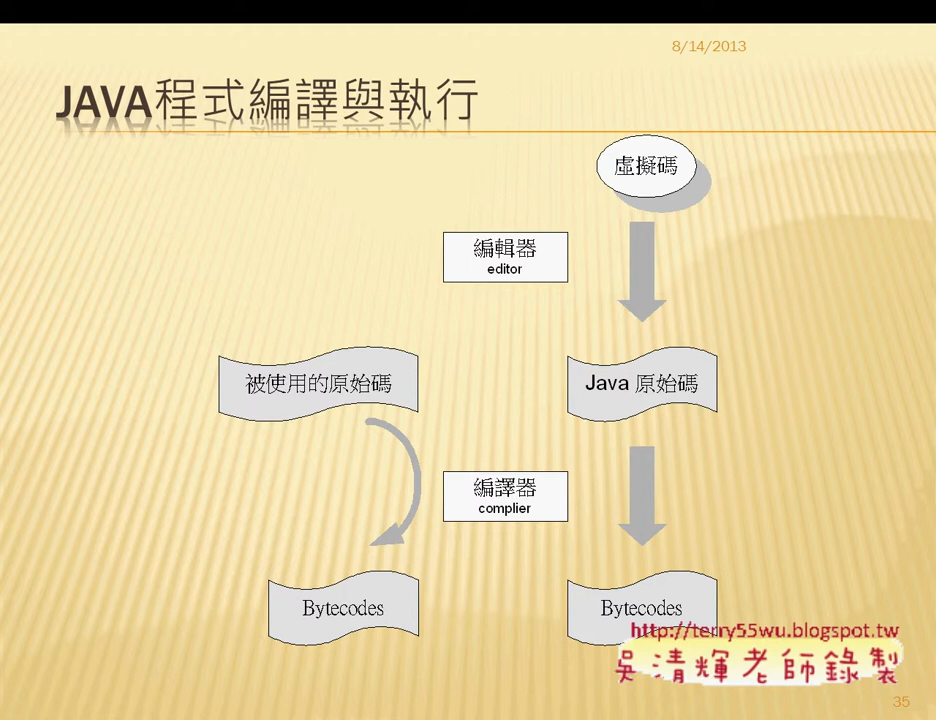 8/14/2013
JAVA程式編譯與執行
虛擬碼
編輯器
editor
被使用的原始碼
Java 原始碼
編譯器
complier
Bytecodes
Bytecodes
http://terry55wu.blogspot.tw
吳清輝老師錄製
35